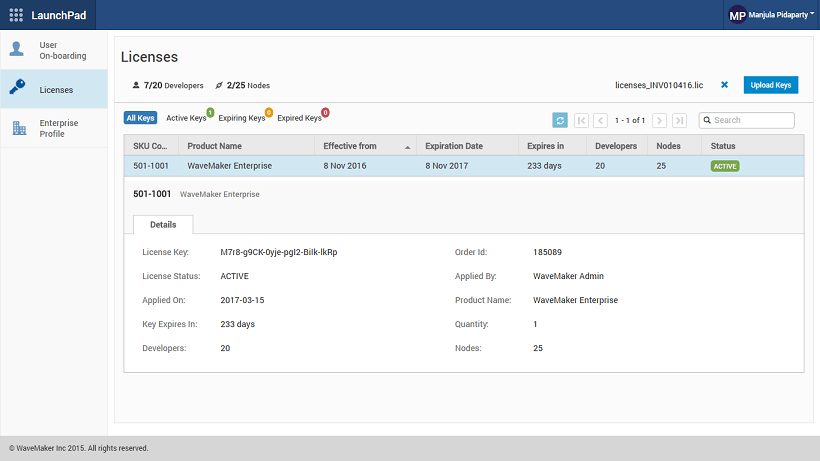 LaunchPad
MP Manjula Pidaparty
User
On-boarding
Licenses
Enterprise
Profile
Licenses
7/20 Developers 2/25 Nodes licenses_INV010416.lic Upload Keys
All Keys Active Keys 1 Expiring Keys 0 Expired Keys 0 1 - 1 of 1 Search
SKU Co... Product Name Effective from Expiration Date Expires in Developers Nodes Status
501-1001 WaveMaker Enterprise 8 Nov 2016 8 Nov 2017 233 days 20 25 ACTIVE
501-1001 WaveMaker Enterprise
Details
License Key: M7r8-g9CK-0yje-pgI2-BiIk-lkRp Order Id: 185089
License Status: ACTIVE Applied By: WaveMaker Admin
Applied On: 2017-03-15 Product Name: WaveMaker Enterprise
Key Expires In: 233 days Quantity: 1
Developers: 20 Nodes: 25
© WaveMaker Inc 2015. All rights reserved.